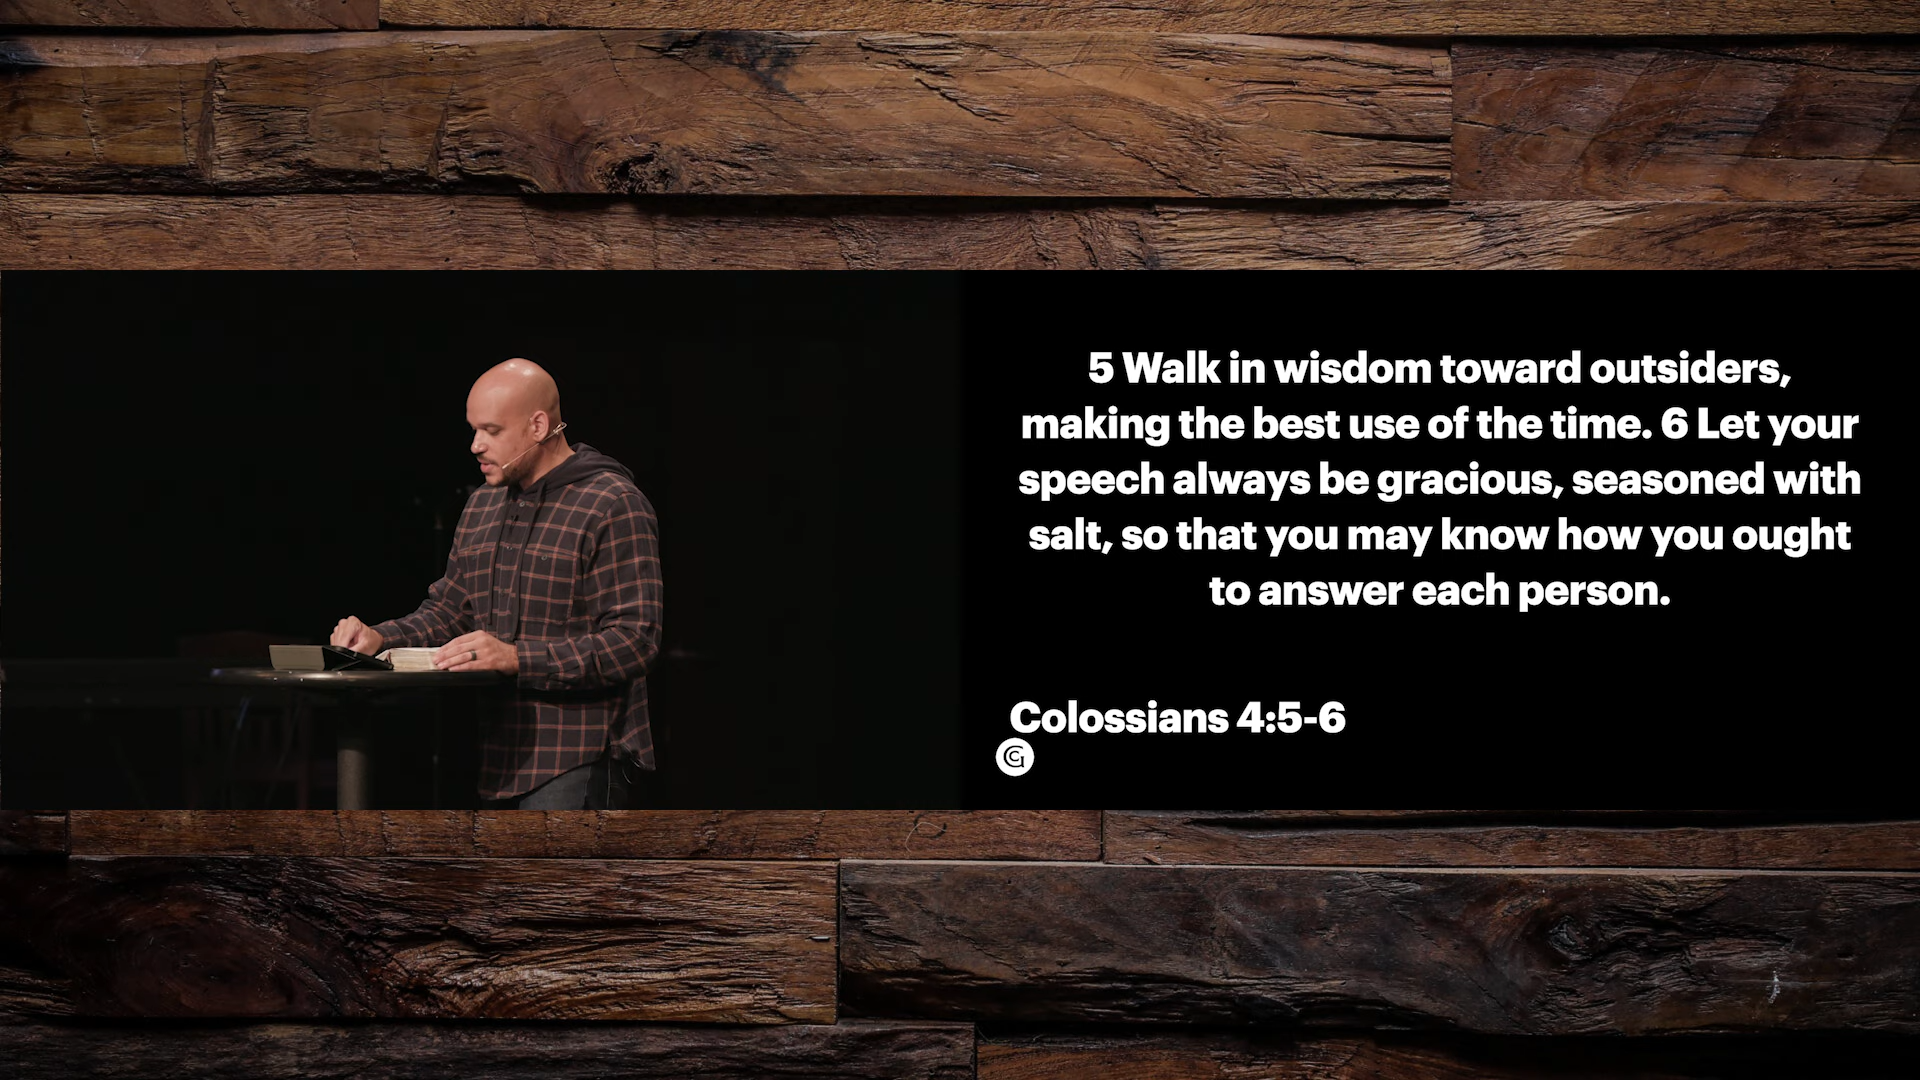 5 Walk in wisdom toward outsiders,
making the best use of the time. 6 Let your
speech always be gracious, seasoned with
salt, so that you may know how you ought
to answer each person.
Colossians 4:5-6